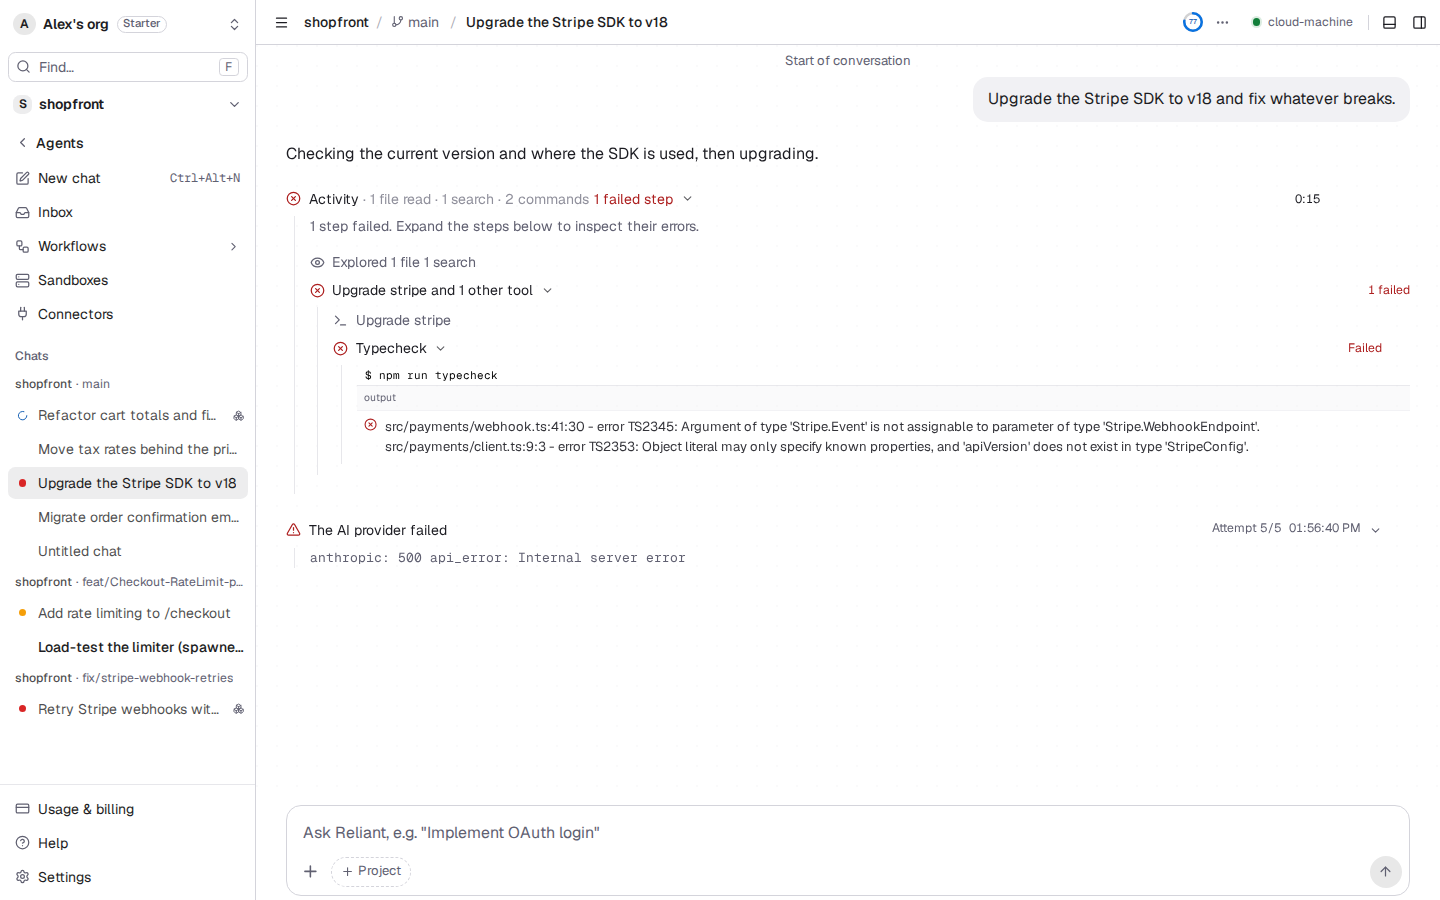 A Alex's org Starter
Find... F
S shopfront
Agents
New chat Ctrl+Alt+N
Inbox
Workflows
Sandboxes
Connectors
Chats
shopfront · main
Refactor cart totals and fi...
Move tax rates behind the pri...
Upgrade the Stripe SDK to v18
Migrate order confirmation em...
Untitled chat
shopfront · feat/Checkout-RateLimit-p...
Add rate limiting to /checkout
Load-test the limiter (spawne...
shopfront · fix/stripe-webhook-retries
Retry Stripe webhooks wit...
Usage & billing
Help
Settings
shopfront / main / Upgrade the Stripe SDK to v18
77 ... cloud-machine
Start of conversation
Upgrade the Stripe SDK to v18 and fix whatever breaks.
Checking the current version and where the SDK is used, then upgrading.
Activity · 1 file read · 1 search · 2 commands 1 failed step 0:15
1 step failed. Expand the steps below to inspect their errors.
Explored 1 file 1 search
Upgrade stripe and 1 other tool 1 failed
Upgrade stripe
Typecheck Failed
$ npm run typecheck
output
src/payments/webhook.ts:41:30 - error TS2345: Argument of type 'Stripe.Event' is not assignable to parameter of type 'Stripe.WebhookEndpoint'.
src/payments/client.ts:9:3 - error TS2353: Object literal may only specify known properties, and 'apiVersion' does not exist in type 'StripeConfig'.
The AI provider failed Attempt 5/5 01:56:40 PM
anthropic: 500 api_error: Internal server error
Ask Reliant, e.g. "Implement OAuth login"
+ Project